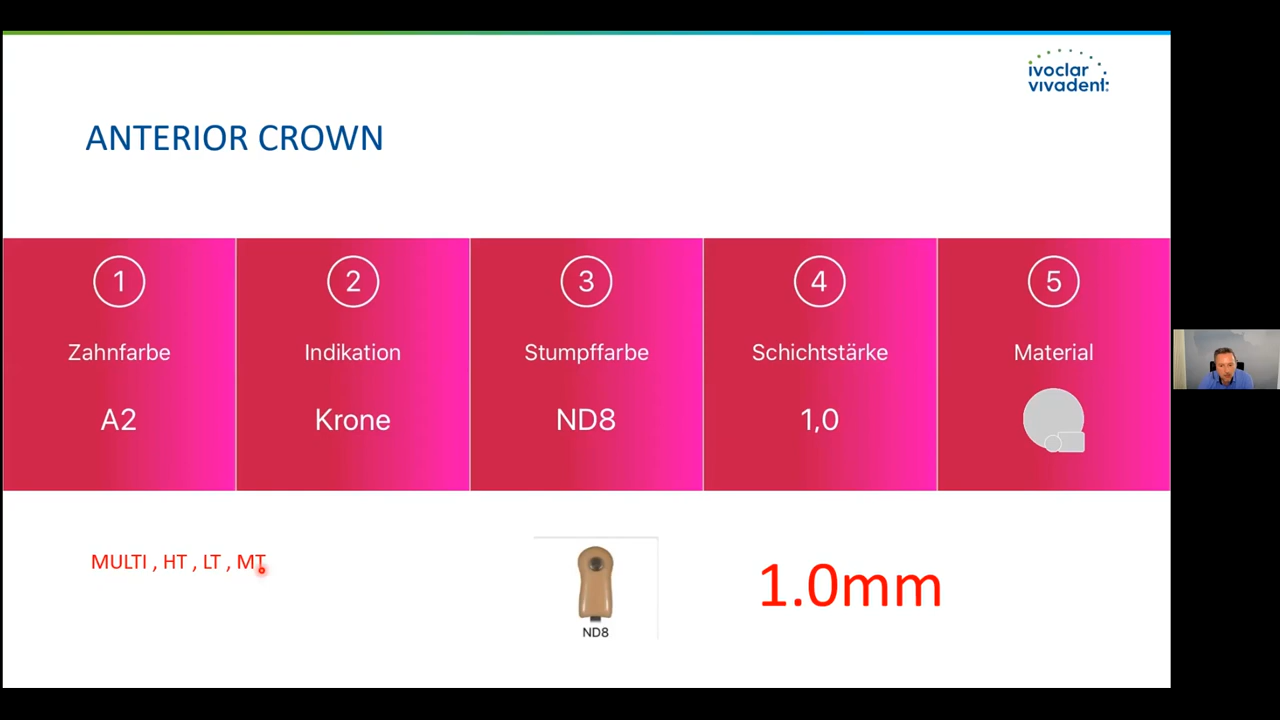 ivoclar
vivadent
ANTERIOR CROWN
1
Zahnfarbe
A2
2
Indikation
Krone
3
Stumpffarbe
ND8
4
Schichtstärke
1,0
5
Material
MULTI , HT , LT , MT
ND8
1.0mm